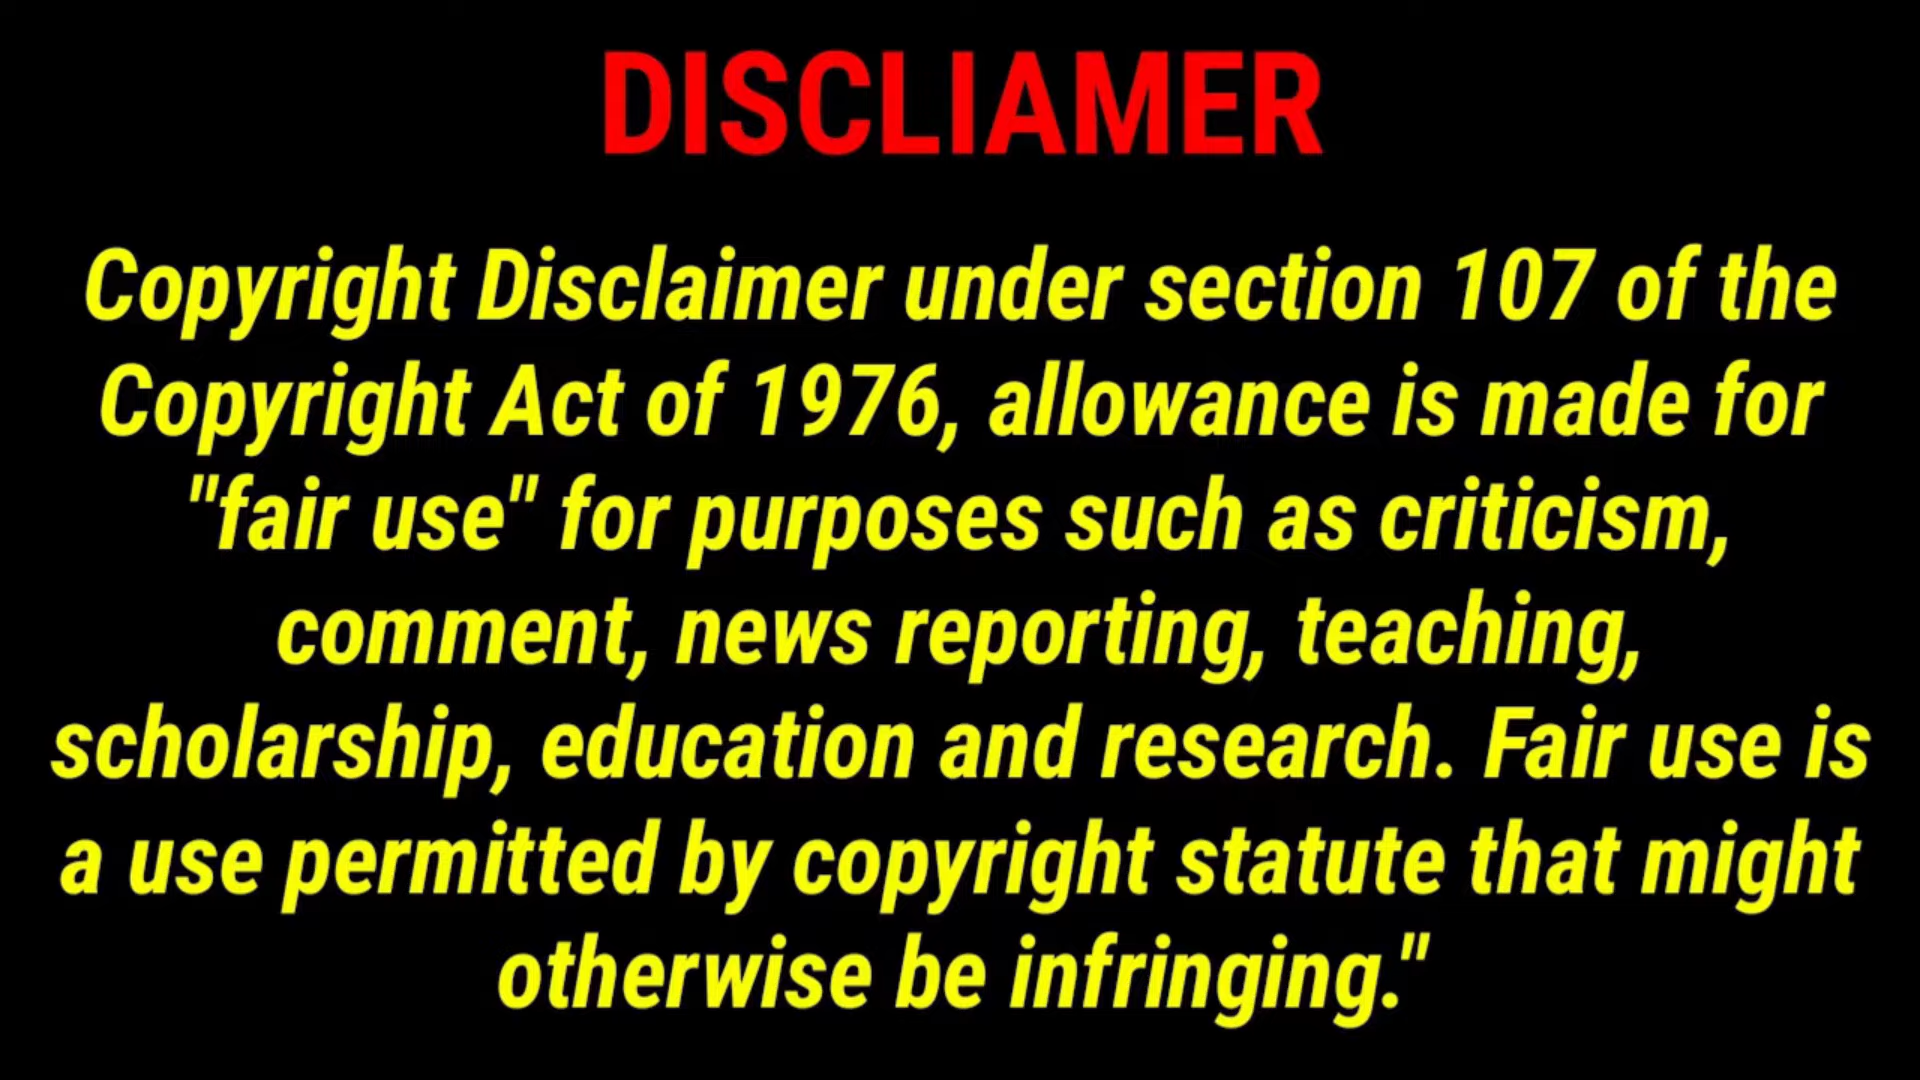 DISCLIAMER
Copyright Disclaimer under section 107 of the
Copyright Act of 1976, allowance is made for
"fair use" for purposes such as criticism,
comment, news reporting, teaching,
scholarship, education and research. Fair use is
a use permitted by copyright statute that might
otherwise be infringing."